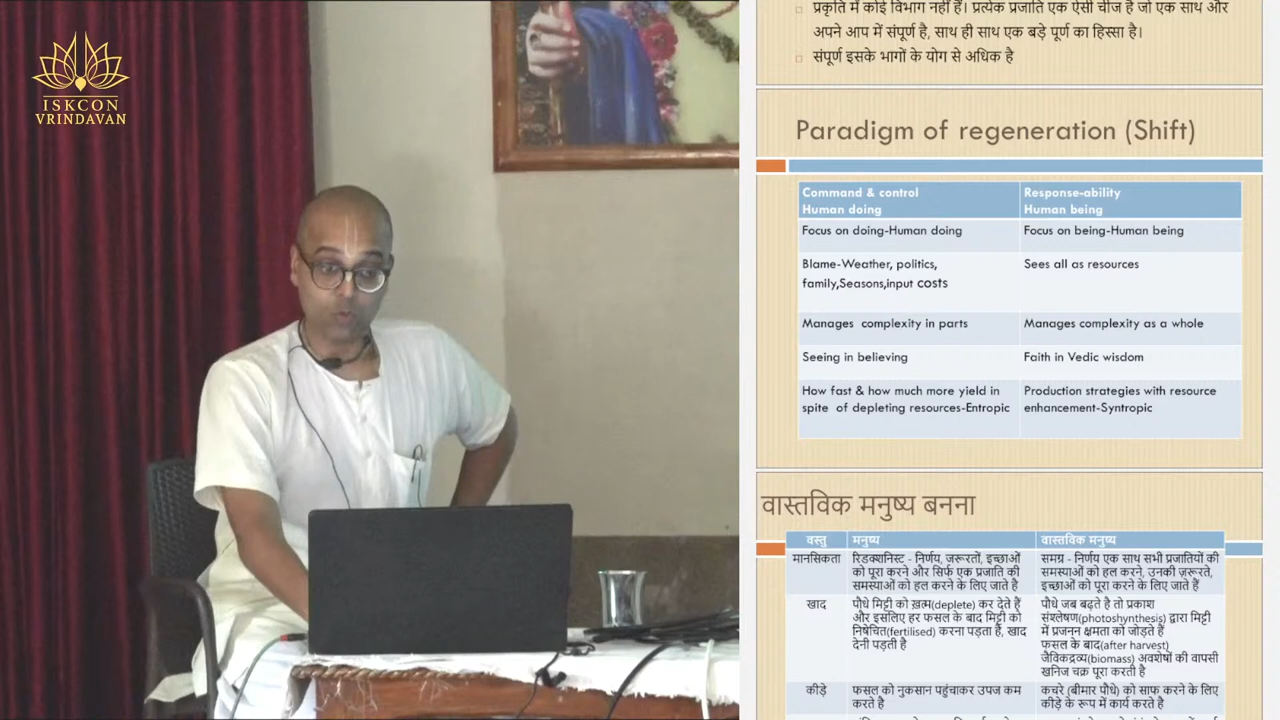 ISKCON
VRINDAVAN
प्रकृति में कोई विभाग नहीं हैं। प्रत्येक प्रजाति एक ऐसी चीज है जो एक साथ और
अपने आप में संपूर्ण है, साथ ही साथ एक बड़े पूर्ण का हिस्सा है।
संपूर्ण इसके भागों के योग से अधिक है
Paradigm of regeneration (Shift)
Command & control
Human doing
Response-ability
Human being
Focus on doing-Human doing
Focus on being-Human being
Blame-Weather, politics,
family,Seasons,input costs
Sees all as resources
Manages complexity in parts
Manages complexity as a whole
Seeing in believing
Faith in Vedic wisdom
How fast & how much more yield in
spite of depleting resources-Entropic
Production strategies with resource
enhancement-Syntropic
वास्तविक मनुष्य बनना
वस्तु
मनुष्य
वास्तविक मनुष्य
मानसिकता
रिडक्शनिस्ट - निर्णय, ज़रूरतों, इच्छाओं
को पूरा करने और सिर्फ एक प्रजाति की
समस्याओं को हल करने के लिए जाते है
समग्र - निर्णय एक साथ सभी प्रजातियों की
समस्याओं को हल करने, उनकी ज़रूरते,
इच्छाओं को पूरा करने के लिए जाते हैं
खाद
पौधे मिट्टी को ख़त्म(deplete) कर देते हैं
और इसलिए हर फसल के बाद मिट्टी को
निषेचित(fertilised) करना पड़ता है, खाद
देनी पड़ती है
पौधे जब बढ़ते है तो प्रकाश
संश्लेषण(photoshynthesis) द्वारा मिट्टी
में प्रजनन क्षमता को जोड़ते हैं
फसल के बाद(after harvest)
जैविकद्रव्य(biomass) अवशेषों की वापसी
खनिज चक्र पूरा करती है
कीड़े
फसल को नुकसान पहुंचाकर उपज कम
करते है
कचरे (बीमार पौधे) को साफ करने के लिए
कीड़े के रूप में कार्य करते है